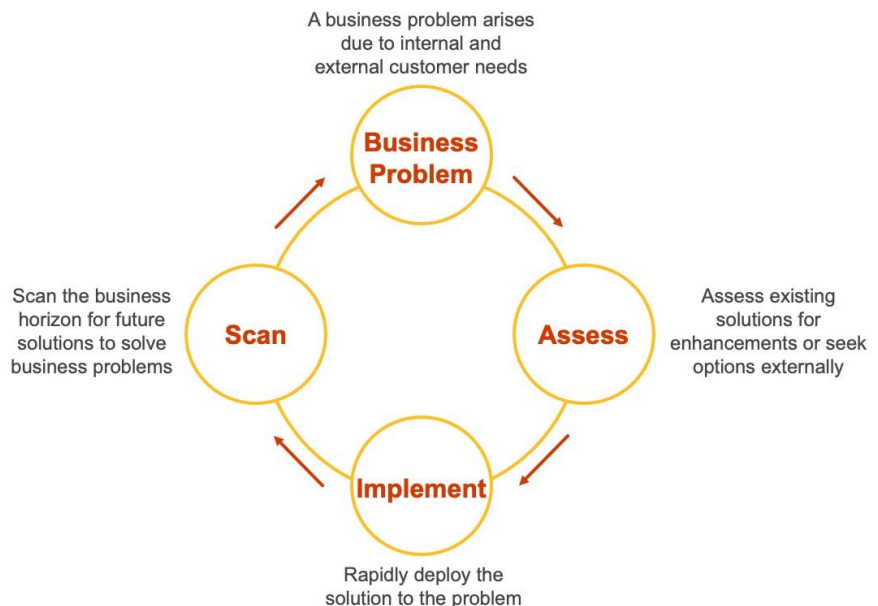 A business problem arises
due to internal and
external customer needs
Business
Problem
Scan the business
horizon for future
solutions to solve
business problems
Scan
Assess
Assess existing
solutions for
enhancements or seek
options externally
Implement
Rapidly deploy the
solution to the problem